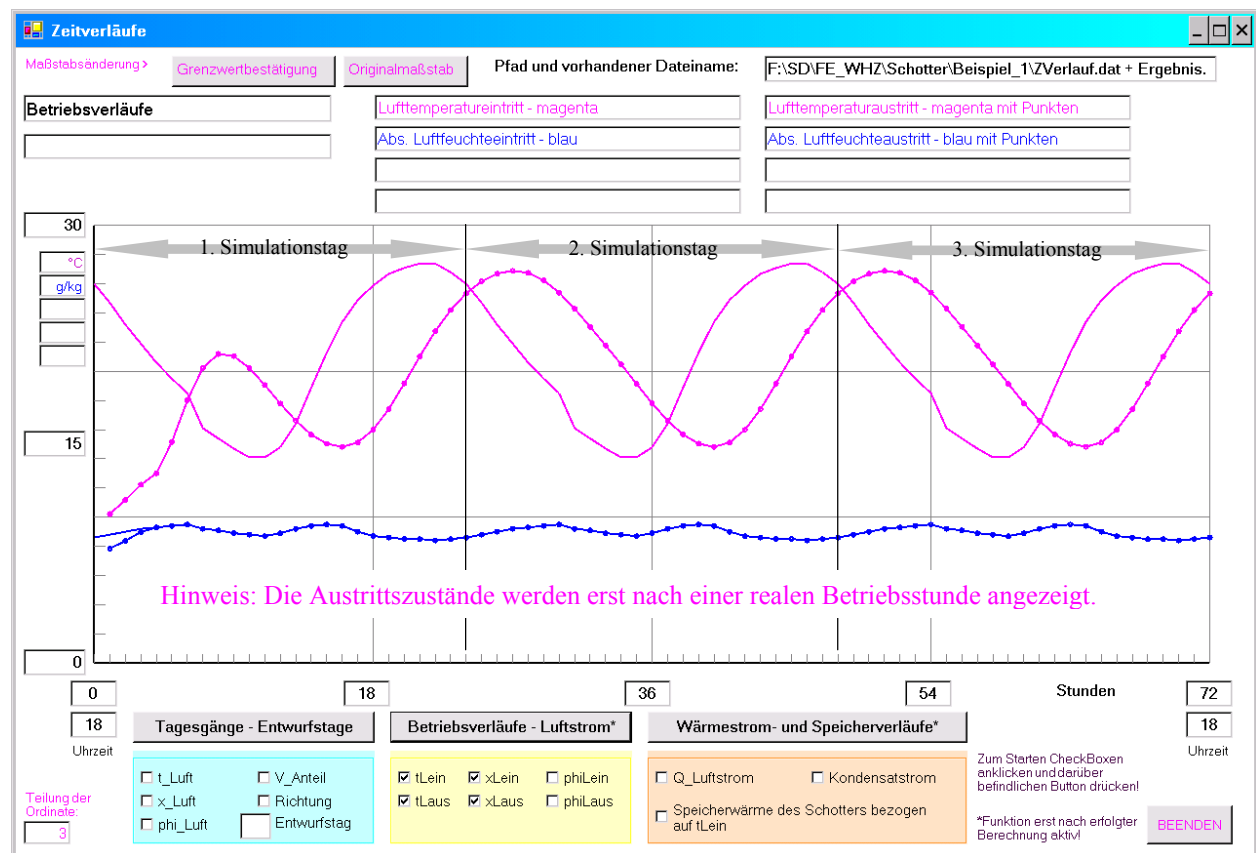 Zeitverläufe
Maßstabsänderung >
Grenzwertbestätigung
Originalmaßstab
Pfad und vorhandener Dateiname:
F:\SD\FE_WHZ\Schotter\Beispiel_1\ZVerlauf.dat + Ergebnis.
Betriebsverläufe
Lufttemperatureintritt - magenta
Lufttemperaturaustritt - magenta mit Punkten
Abs. Luftfeuchteeintritt - blau
Abs. Luftfeuchteaustritt - blau mit Punkten
30
1. Simulationstag
2. Simulationstag
3. Simulationstag
°C
g/kg
15
Hinweis: Die Austrittszustände werden erst nach einer realen Betriebsstunde angezeigt.
0
0
18
36
54
Stunden
72
18
Uhrzeit
Tagesgänge - Entwurfstage
Betriebsverläufe - Luftstrom*
Wärmestrom- und Speicherverläufe*
18
Uhrzeit
t_Luft
V_Anteil
x_Luft
Richtung
phi_Luft
Entwurfstag
tLein
xLein
phiLein
tLaus
xLaus
phiLaus
Q_Luftstrom
Kondensatstrom
Speicherwärme des Schotters bezogen
auf tLein
Zum Starten CheckBoxen
anklicken und darüber
befindlichen Button drücken!
*Funktion erst nach erfolgter
Berechnung aktiv!
BEENDEN
Teilung der
Ordinate:
3